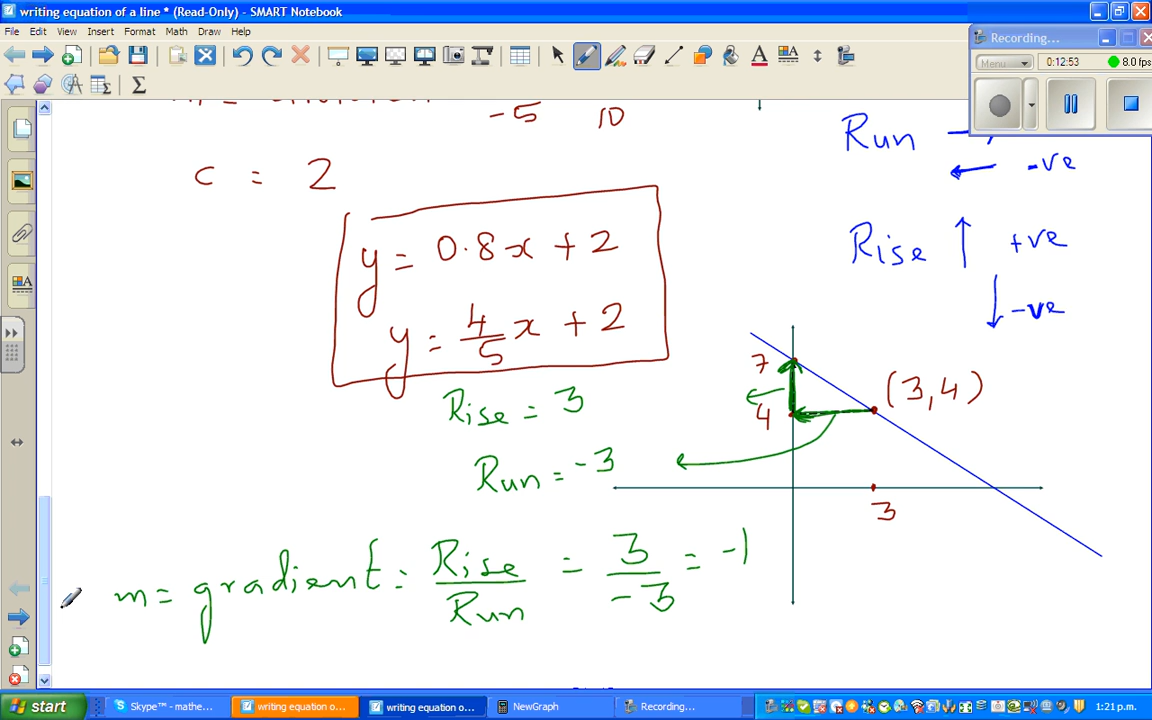 writing equation of a line * (Read-Only) - SMART Notebook
File Edit View Insert Format Math Draw Help
Recording...
Menu 0:12:53 8.0 fps
-5 10
c = 2
y = 0.8x + 2
y = 4/5 x + 2
Run
← -ve
Rise ↑ +ve
↓ -ve
Rise = 3
Run = -3
7
4
(3,4)
3
m = gradient = Rise/Run = 3/-3 = -1
start
Skype™ - mathe...
writing equation o...
writing equation o...
NewGraph
Recording...
1:21 p.m.